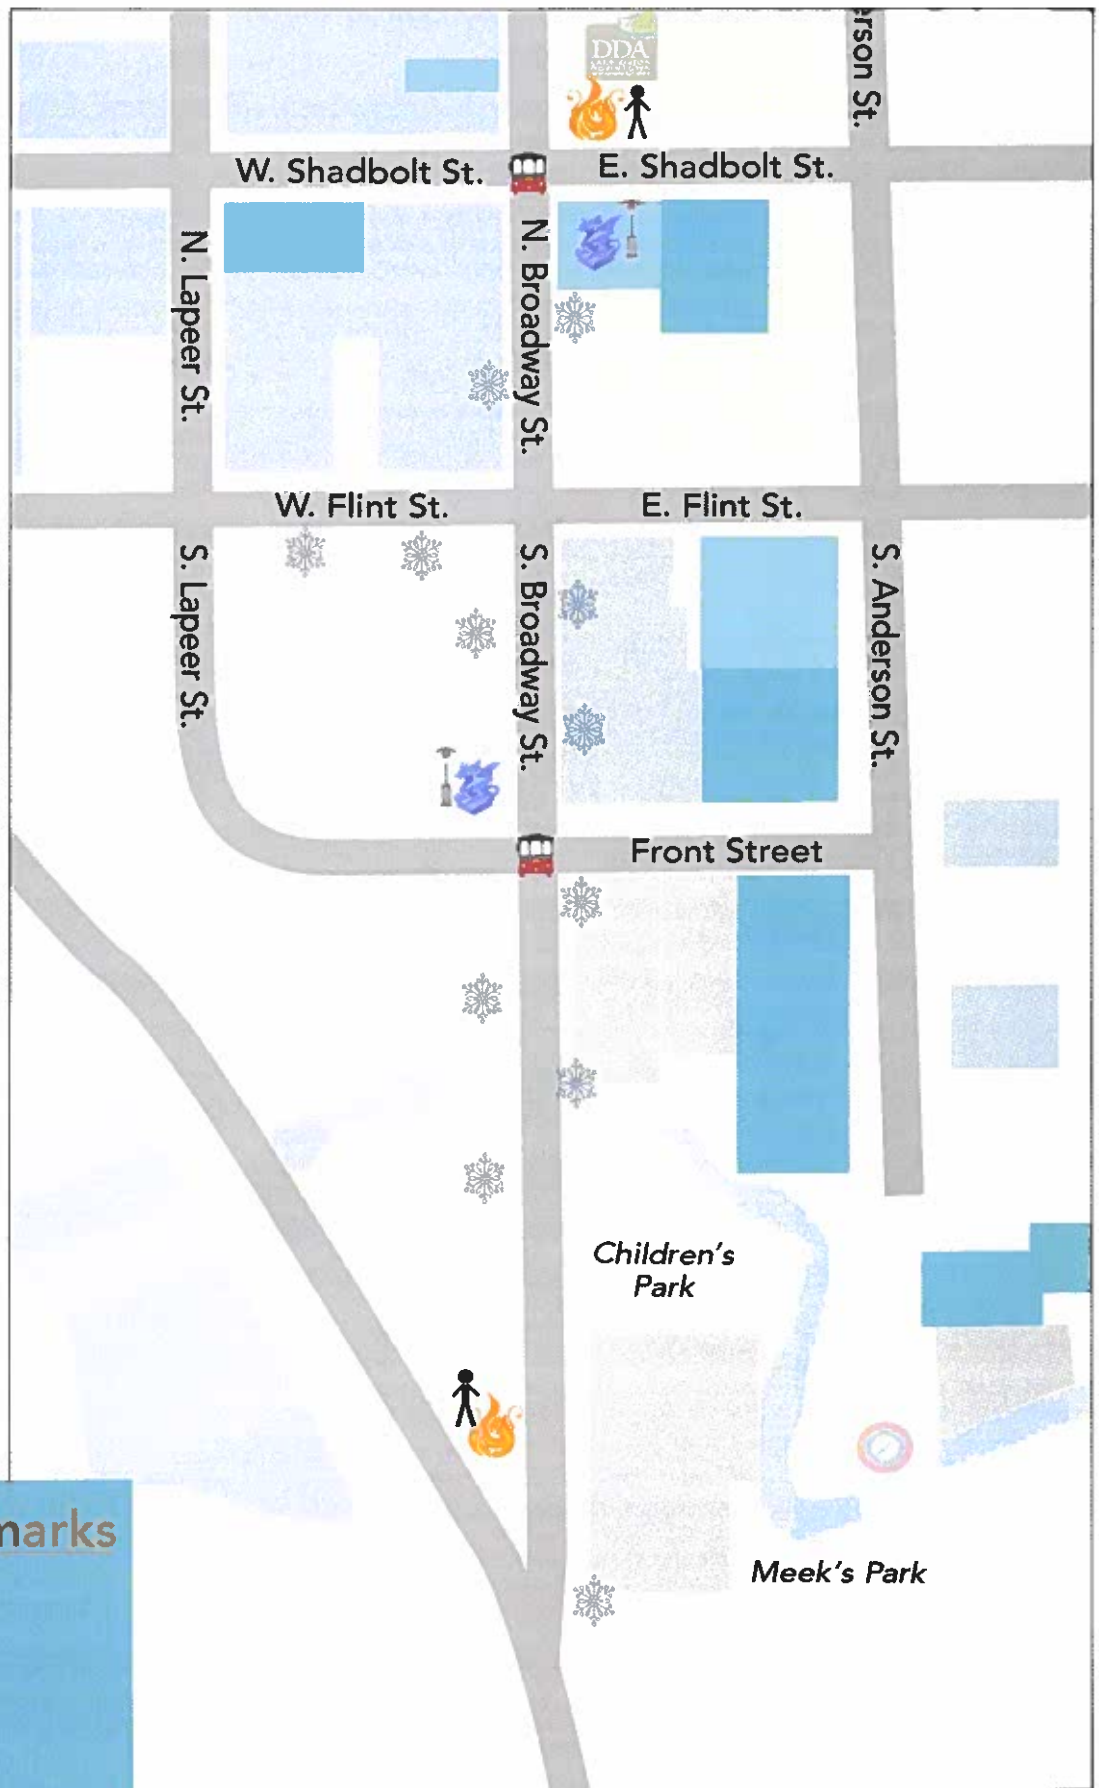 DDA
erson St.
W. Shadbolt St.
E. Shadbolt St.
N. Lapeer St.
N. Broadway St.
W. Flint St.
E. Flint St.
S. Lapeer St.
S. Broadway St.
S. Anderson St.
Front Street
Children's
Park
marks
Meek's Park